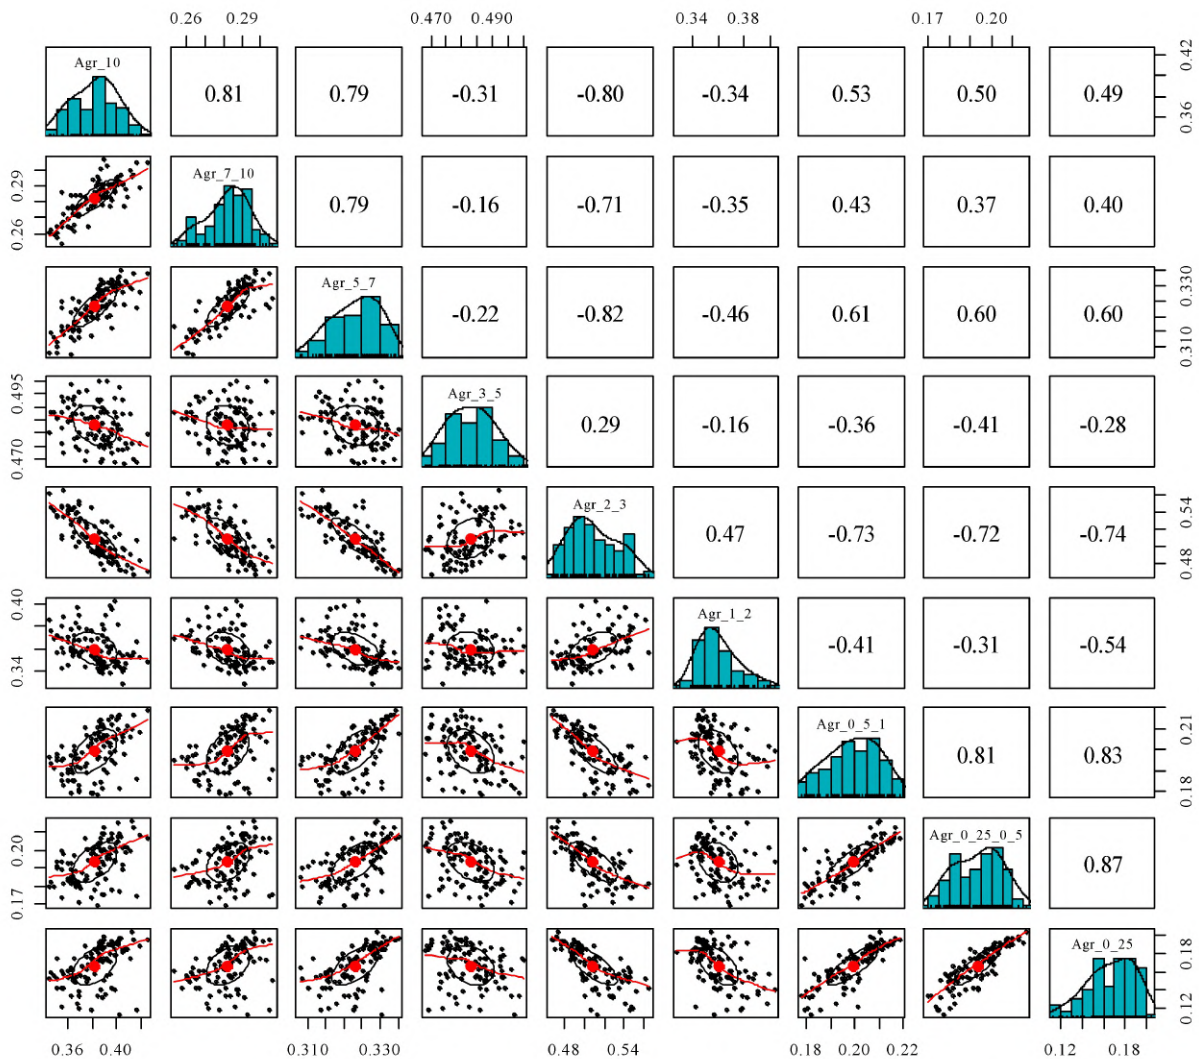 0.26 0.29 0.470 0.490 0.34 0.38 0.17 0.20
Agr_10 0.81 0.79 -0.31 -0.80 -0.34 0.53 0.50 0.49 0.36 0.42
0.26 0.29 Agr_7_10 0.79 -0.16 -0.71 -0.35 0.43 0.37 0.40
Agr_5_7 -0.22 -0.82 -0.46 0.61 0.60 0.60 0.310 0.330
0.470 0.495 Agr_3_5 0.29 -0.16 -0.36 -0.41 -0.28
Agr_2_3 0.47 -0.73 -0.72 -0.74 0.48 0.54
0.34 0.40 Agr_1_2 -0.41 -0.31 -0.54
Agr_0_5_1 0.81 0.83 0.18 0.21
0.17 0.20 Agr_0_25_0_5 0.87
Agr_0_25 0.12 0.18
0.36 0.40 0.310 0.330 0.48 0.54 0.18 0.20 0.22 0.12 0.18